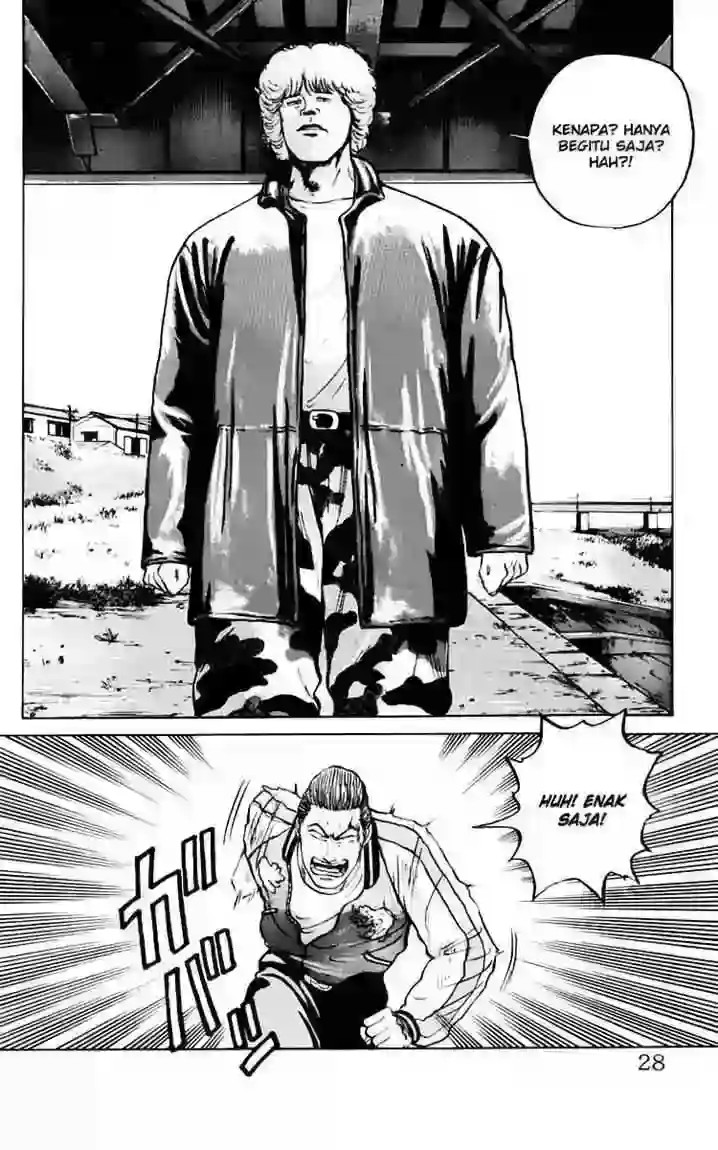 KENAPA? HANYA
BEGITU SAJA?
HAH?!
HUH! ENAK
SAJA!
ガバッ
28